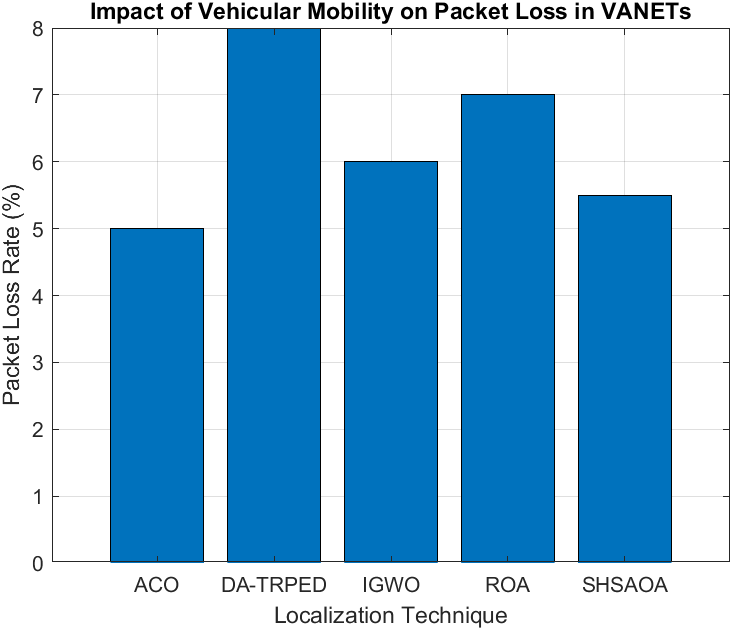 Impact of Vehicular Mobility on Packet Loss in VANETs
Packet Loss Rate (%)
8
7
6
5
4
3
2
1
0
ACO DA-TRPED IGWO ROA SHSAOA
Localization Technique